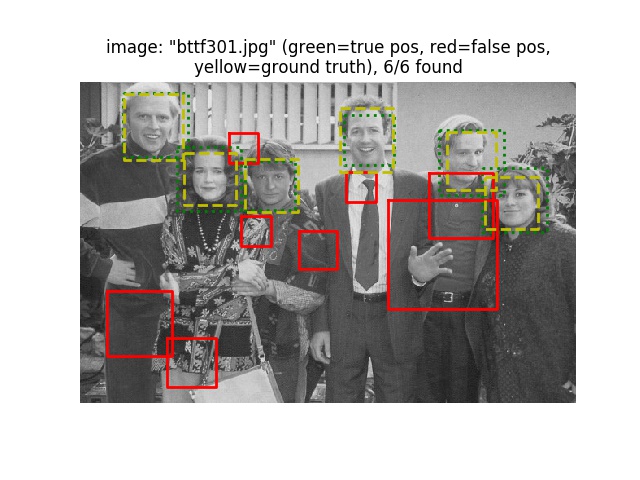 image: "bttf301.jpg" (green=true pos, red=false pos,
yellow=ground truth), 6/6 found